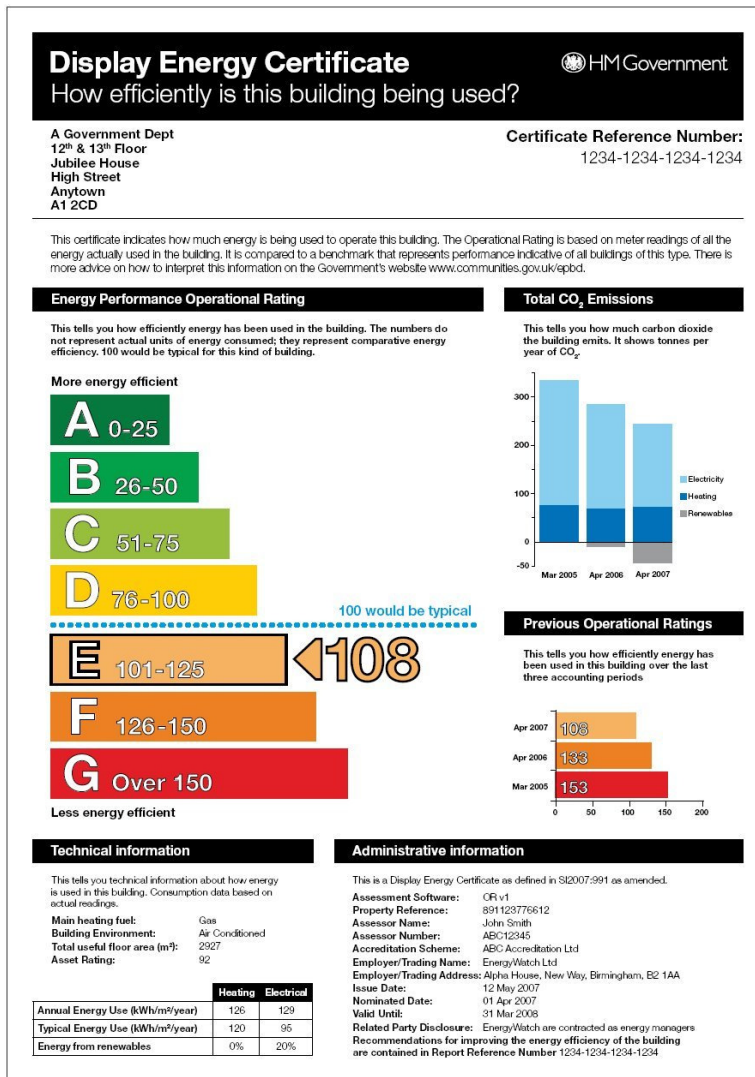 Display Energy Certificate
How efficiently is this building being used?
HM Government
A Government Dept
12th & 13th Floor
Jubilee House
High Street
Anytown
A1 2CD
Certificate Reference Number:
1234-1234-1234-1234
This certificate indicates how much energy is being used to operate this building. The Operational Rating is based on meter readings of all the
energy actually used in the building. It is compared to a benchmark that represents performance indicative of all buildings of this type. There is
more advice on how to interpret this information on the Government's website www.communities.gov.uk/epbd.
Energy Performance Operational Rating
This tells you how efficiently energy has been used in the building. The numbers do
not represent actual units of energy consumed; they represent comparative energy
efficiency. 100 would be typical for this kind of building.
More energy efficient
A 0-25
B 26-50
C 51-75
D 76-100
100 would be typical
E 101-125
108
F 126-150
G Over 150
Less energy efficient
Total CO₂ Emissions
This tells you how much carbon dioxide
the building emits. It shows tonnes per
year of CO₂.
300
200
100
0
-50
Mar 2005 Apr 2006 Apr 2007
Electricity
Heating
Renewables
Previous Operational Ratings
This tells you how efficiently energy has
been used in this building over the last
three accounting periods
Apr 2007 108
Apr 2006 133
Mar 2005 153
0 50 100 150 200
Technical information
This tells you technical information about how energy
is used in this building. Consumption data based on
actual readings.
Main heating fuel: Gas
Building Environment: Air Conditioned
Total useful floor area (m²): 2927
Asset Rating: 92
Heating Electrical
Annual Energy Use (kWh/m²/year) 126 129
Typical Energy Use (kWh/m²/year) 120 95
Energy from renewables 0% 20%
Administrative information
This is a Display Energy Certificate as defined in SI2007:991 as amended.
Assessment Software: OR v1
Property Reference: 891123776612
Assessor Name: John Smith
Assessor Number: ABC12345
Accreditation Scheme: ABC Accreditation Ltd
Employer/Trading Name: EnergyWatch Ltd
Employer/Trading Address: Alpha House, New Way, Birmingham, B2 1AA
Issue Date: 12 May 2007
Nominated Date: 01 Apr 2007
Valid Until: 31 Mar 2008
Related Party Disclosure: EnergyWatch are contracted as energy managers
Recommendations for improving the energy efficiency of the building
are contained in Report Reference Number 1234-1234-1234-1234